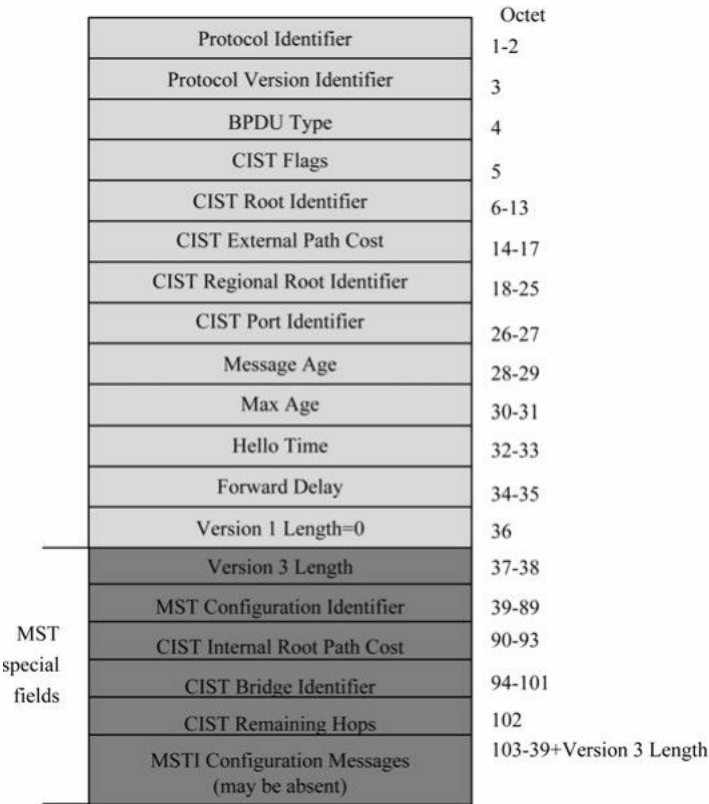 Octet
Protocol Identifier 1-2
Protocol Version Identifier 3
BPDU Type 4
CIST Flags 5
CIST Root Identifier 6-13
CIST External Path Cost 14-17
CIST Regional Root Identifier 18-25
CIST Port Identifier 26-27
Message Age 28-29
Max Age 30-31
Hello Time 32-33
Forward Delay 34-35
Version 1 Length=0 36
Version 3 Length 37-38
MST Configuration Identifier 39-89
CIST Internal Root Path Cost 90-93
CIST Bridge Identifier 94-101
CIST Remaining Hops 102
MSTI Configuration Messages 103-39+Version 3 Length
(may be absent)
MST
special
fields